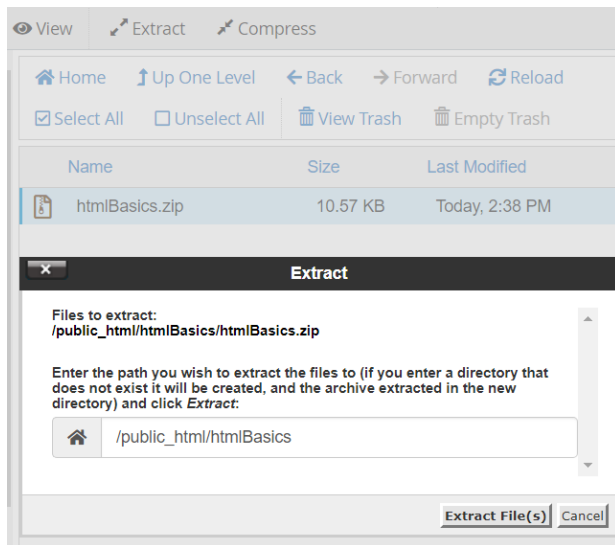 View Extract Compress
Home Up One Level Back Forward Reload
Select All Unselect All View Trash Empty Trash
Name Size Last Modified
htmlBasics.zip 10.57 KB Today, 2:38 PM
Extract
Files to extract:
/public_html/htmlBasics/htmlBasics.zip
Enter the path you wish to extract the files to (if you enter a directory that
does not exist it will be created, and the archive extracted in the new
directory) and click Extract:
/public_html/htmlBasics
Extract File(s) Cancel